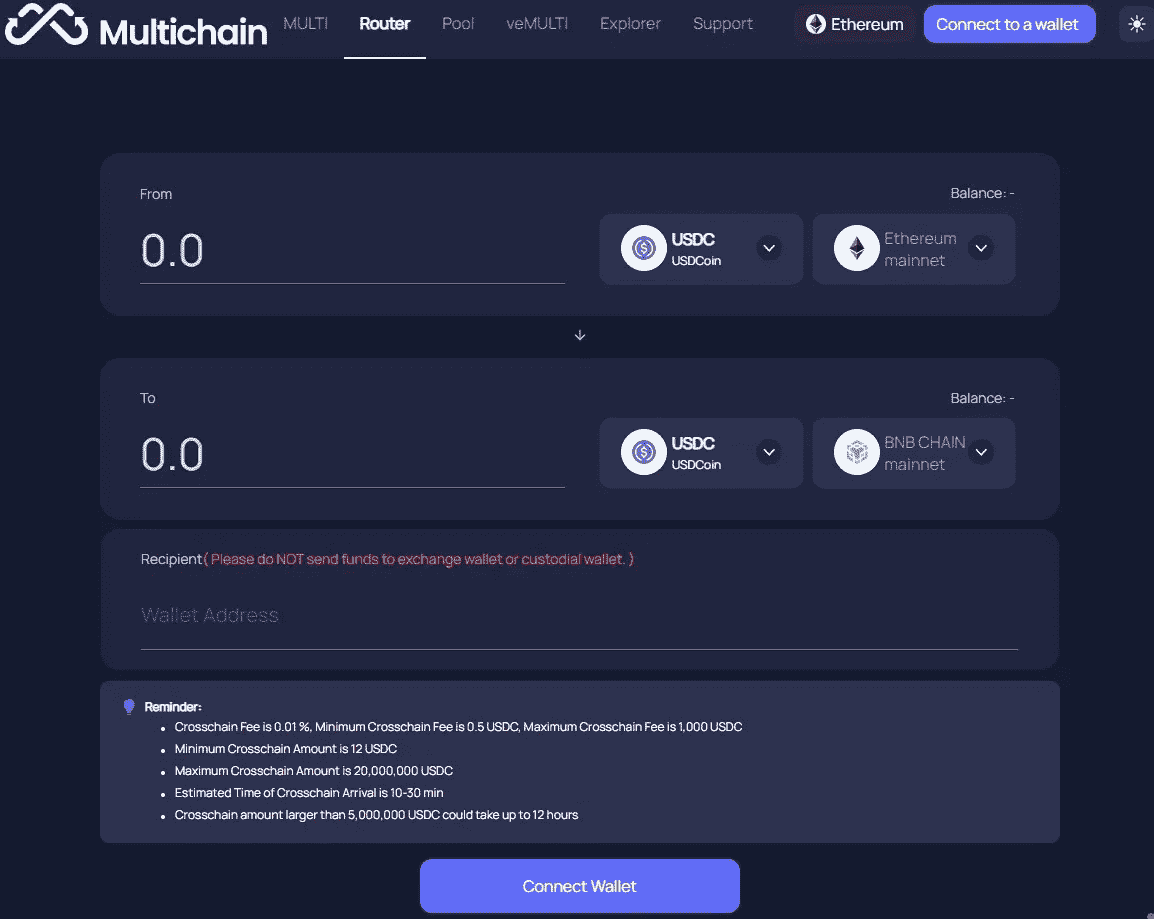 Multichain MULTI Router Pool veMULTI Explorer Support Ethereum Connect to a wallet
From Balance: -
0.0 USDC Ethereum
USDCoin mainnet
To Balance: -
0.0 USDC BNB CHAIN
USDCoin mainnet
Recipient( Please do NOT send funds to exchange wallet or custodial wallet. )
Wallet Address
Reminder:
Crosschain Fee is 0.01 %, Minimum Crosschain Fee is 0.5 USDC, Maximum Crosschain Fee is 1,000 USDC
Minimum Crosschain Amount is 12 USDC
Maximum Crosschain Amount is 20,000,000 USDC
Estimated Time of Crosschain Arrival is 10-30 min
Crosschain amount larger than 5,000,000 USDC could take up to 12 hours
Connect Wallet